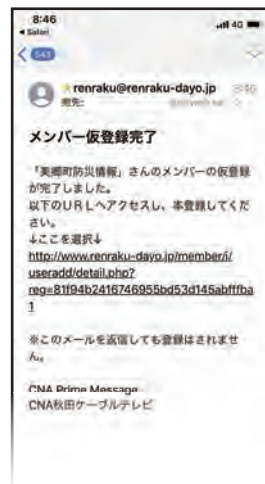 8:46
4G
◀ Safari
543
renraku@renraku-dayo.jp 8:46
宛先:
メンバー仮登録完了
「美郷町防災情報」さんのメンバーの仮登録
が完了しました。
以下のURLへアクセスし、本登録してくだ
さい。
↓ここを選択↓
http://www.renraku-dayo.jp/member/i/
useradd/detail.php?
reg=81f94b2416746955bd53d145abfffba
1
※このメールを返信しても登録はされませ
ん。
CNA Prime Message
CNA秋田ケーブルテレビ